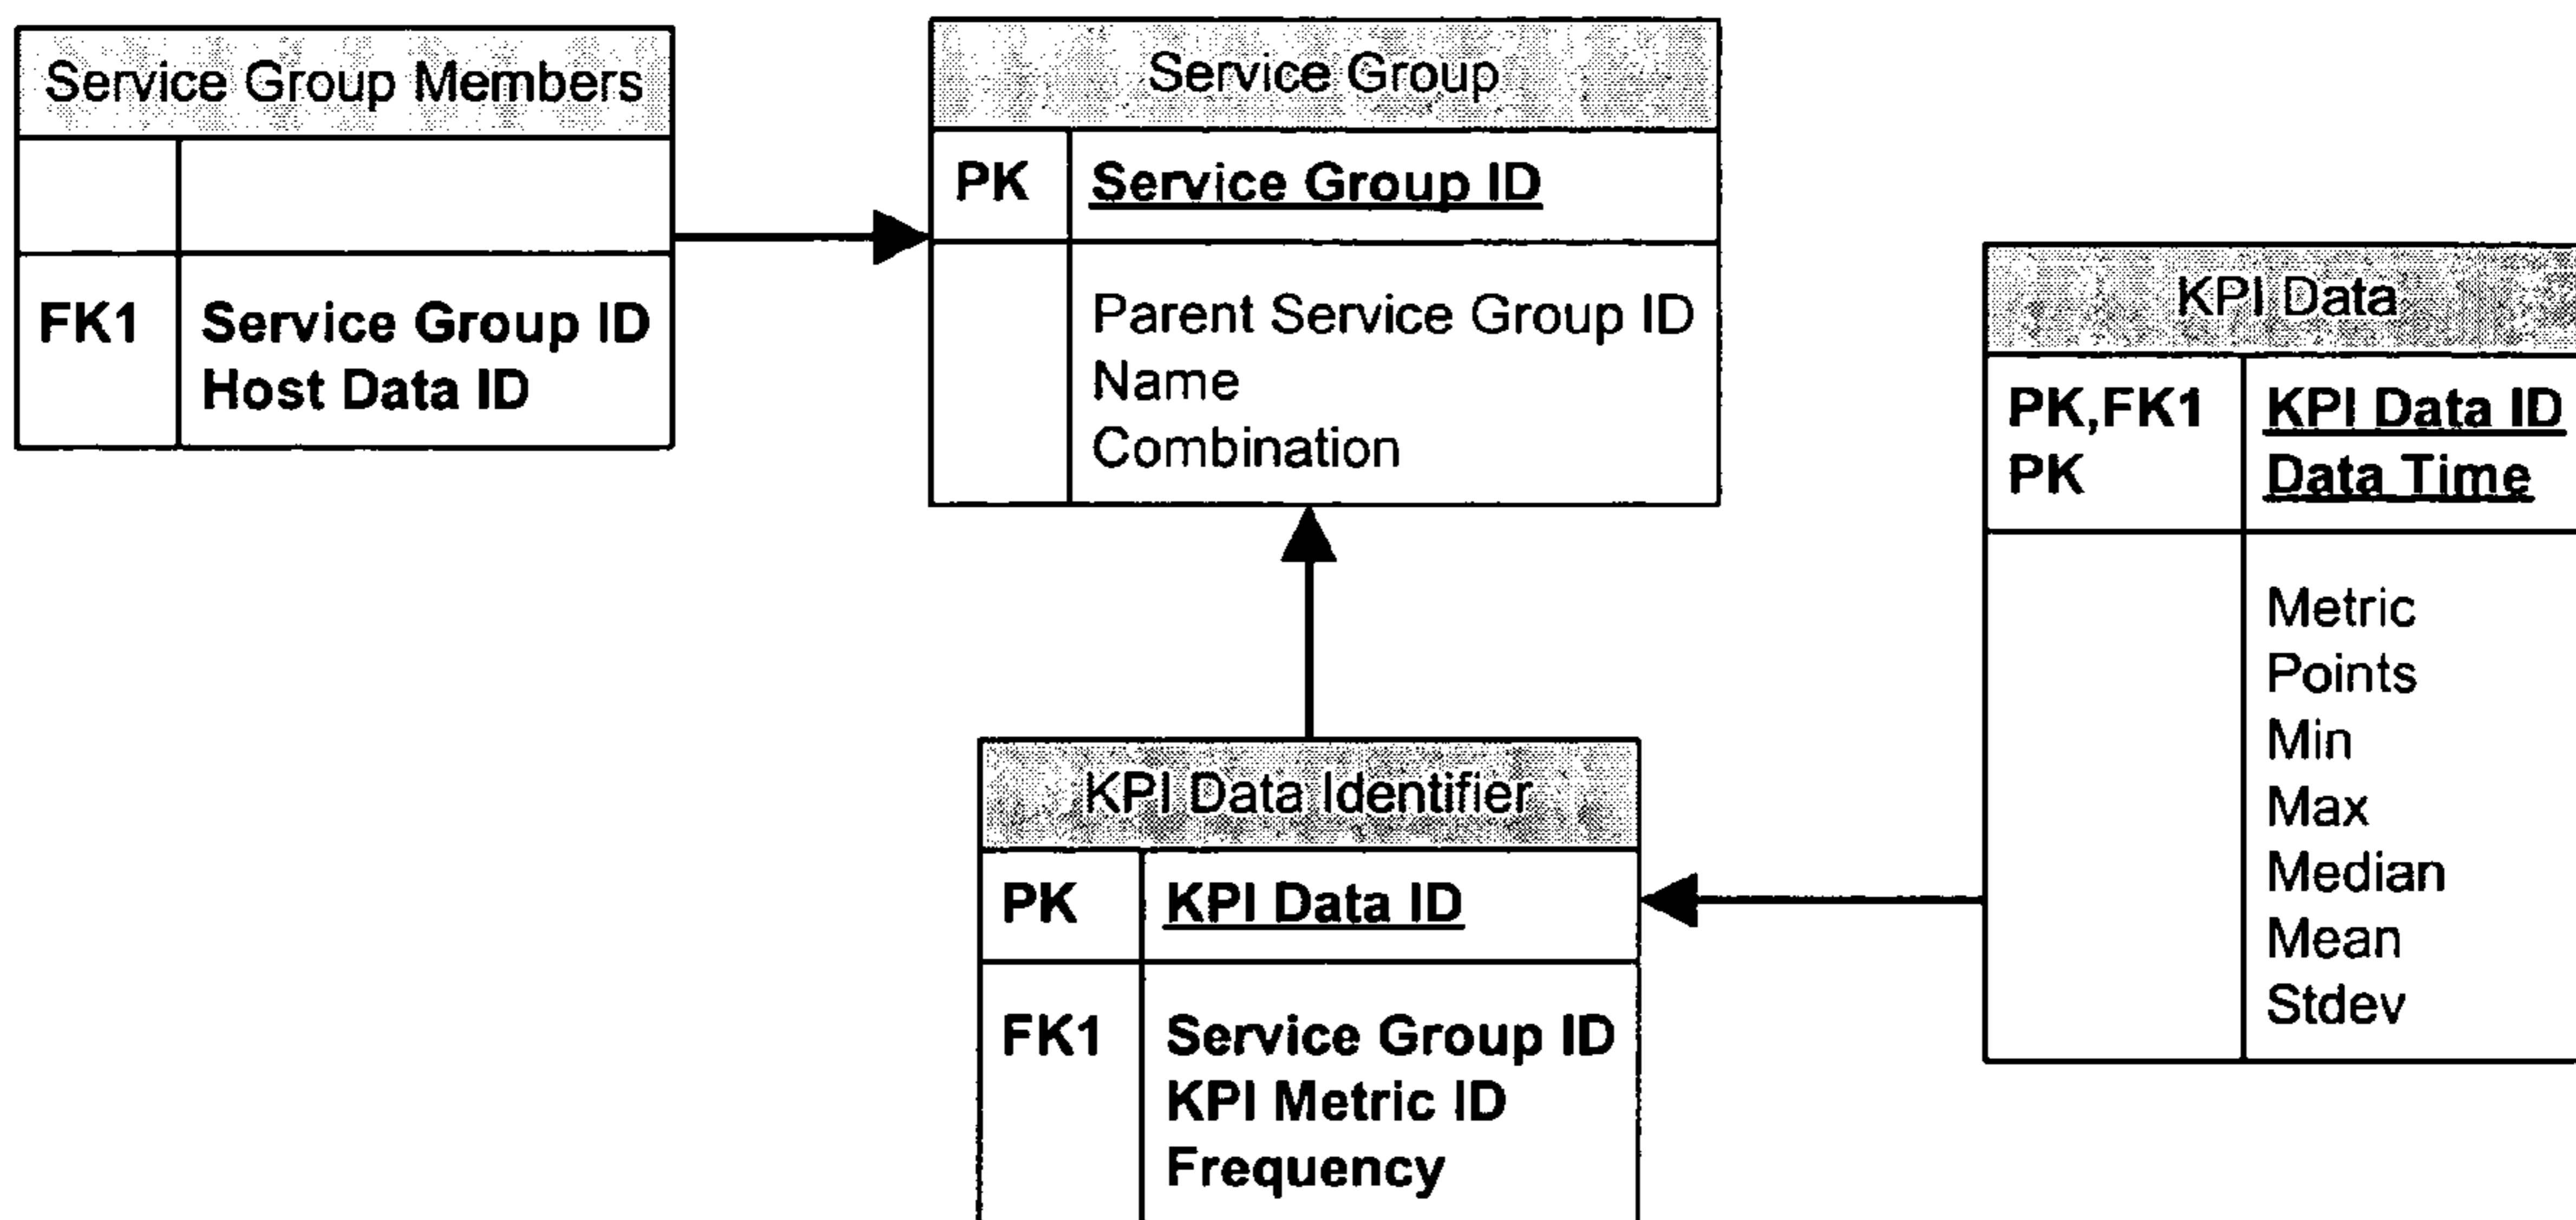 Service Group Members
FK1 Service Group ID
Host Data ID
Service Group
PK Service Group ID
Parent Service Group ID
Name
Combination
KPI Data
PK,FK1 KPI Data ID
PK Data Time
Metric
Points
Min
Max
Median
Mean
Stdev
KPI Data Identifier
PK KPI Data ID
FK1 Service Group ID
KPI Metric ID
Frequency